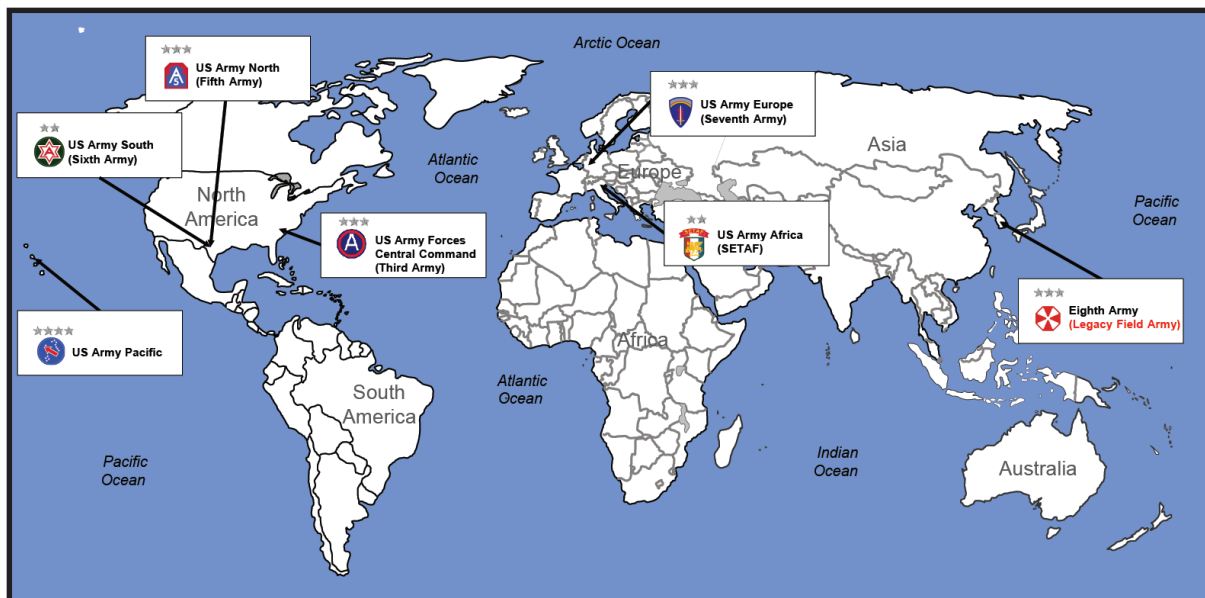 Arctic Ocean
US Army North
(Fifth Army)
US Army Europe
(Seventh Army)
US Army South
(Sixth Army)
Asia
Atlantic
Ocean
Europe
North
America
Pacific
Ocean
US Army Forces
Central Command
(Third Army)
US Army Africa
(SETAF)
Eighth Army
(Legacy Field Army)
US Army Pacific
Africa
Atlantic
Ocean
South
America
Indian
Ocean
Pacific
Ocean
Australia
A
5
A
A
SETAF